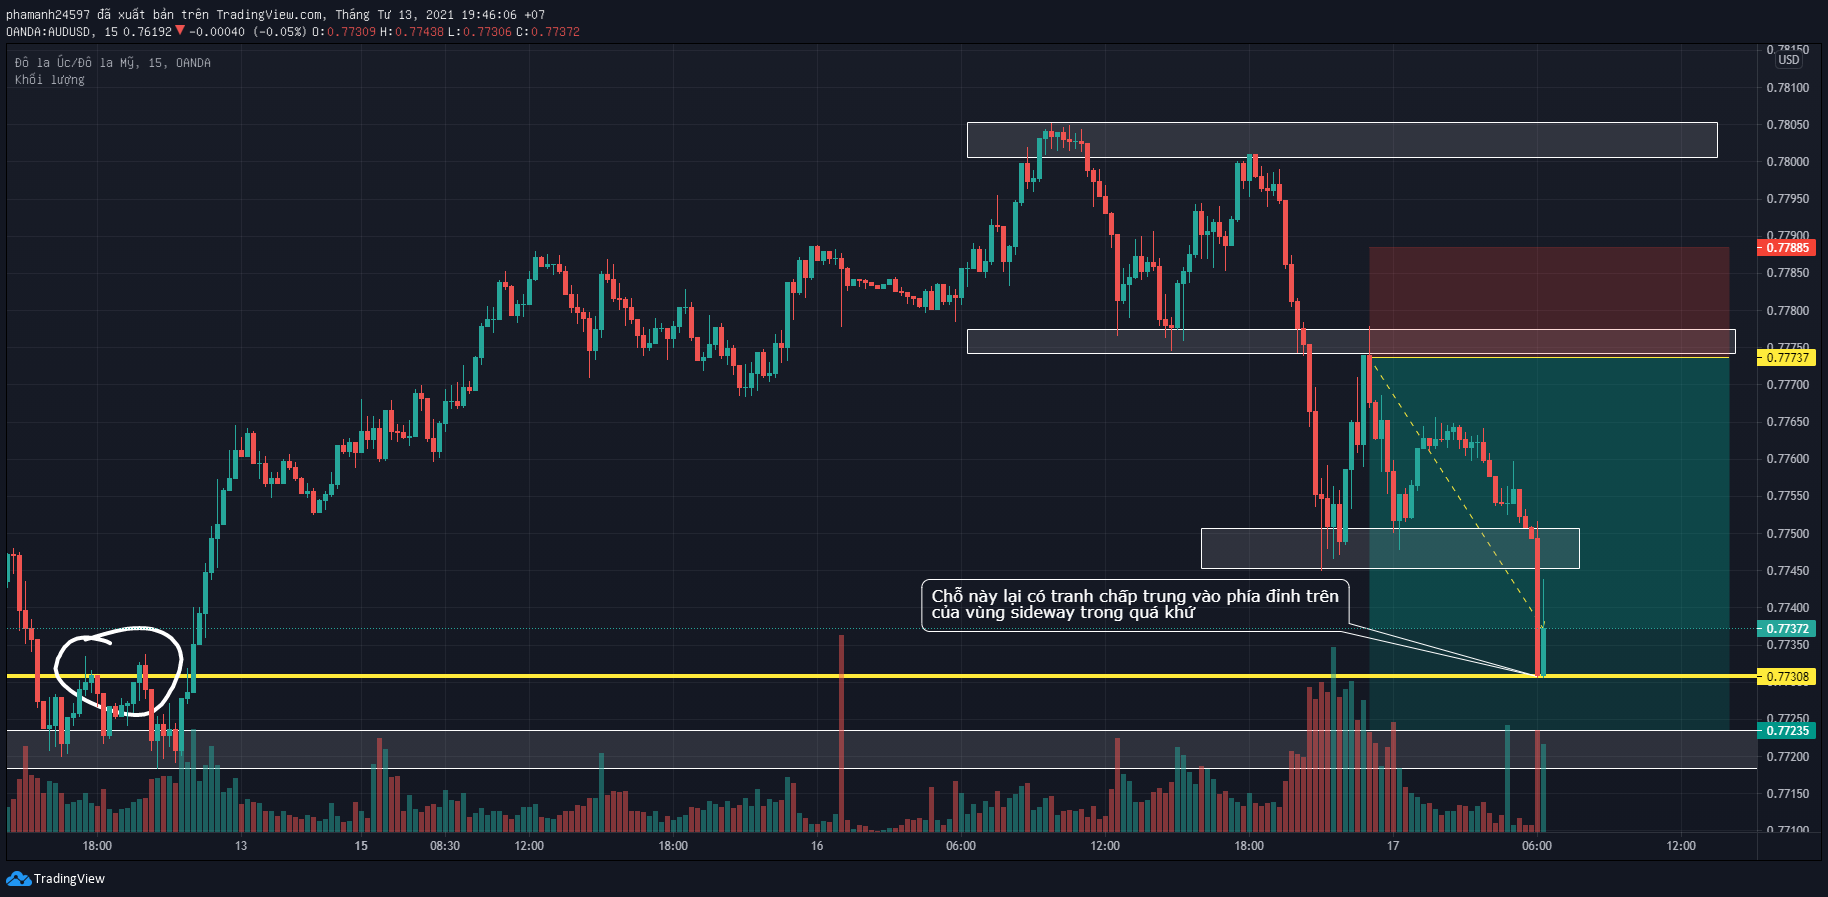 phamanh24597 đã xuất bản trên TradingView.com, Tháng Tư 13, 2021 19:46:06 +07
OANDA:AUDUSD, 15 0.76192 ▼ −0.00040 (−0.05%) O:0.77309 H:0.77438 L:0.77306 C:0.77372
Đô la Úc/Đô la Mỹ, 15, OANDA
Khối lượng
0.78150
USD
0.78100
0.78050
0.78000
0.77950
0.77900
0.77885
0.77850
0.77800
0.77750
0.77737
0.77700
0.77650
0.77600
0.77550
0.77500
0.77450
Chỗ này lại có tranh chấp trung vào phía đỉnh trên
của vùng sideway trong quá khứ
0.77400
0.77372
0.77350
0.77308
0.77250
0.77235
0.77200
0.77150
0.77100
18:00 13 15 08:30 12:00 18:00 16 06:00 12:00 18:00 17 06:00 12:00
TradingView